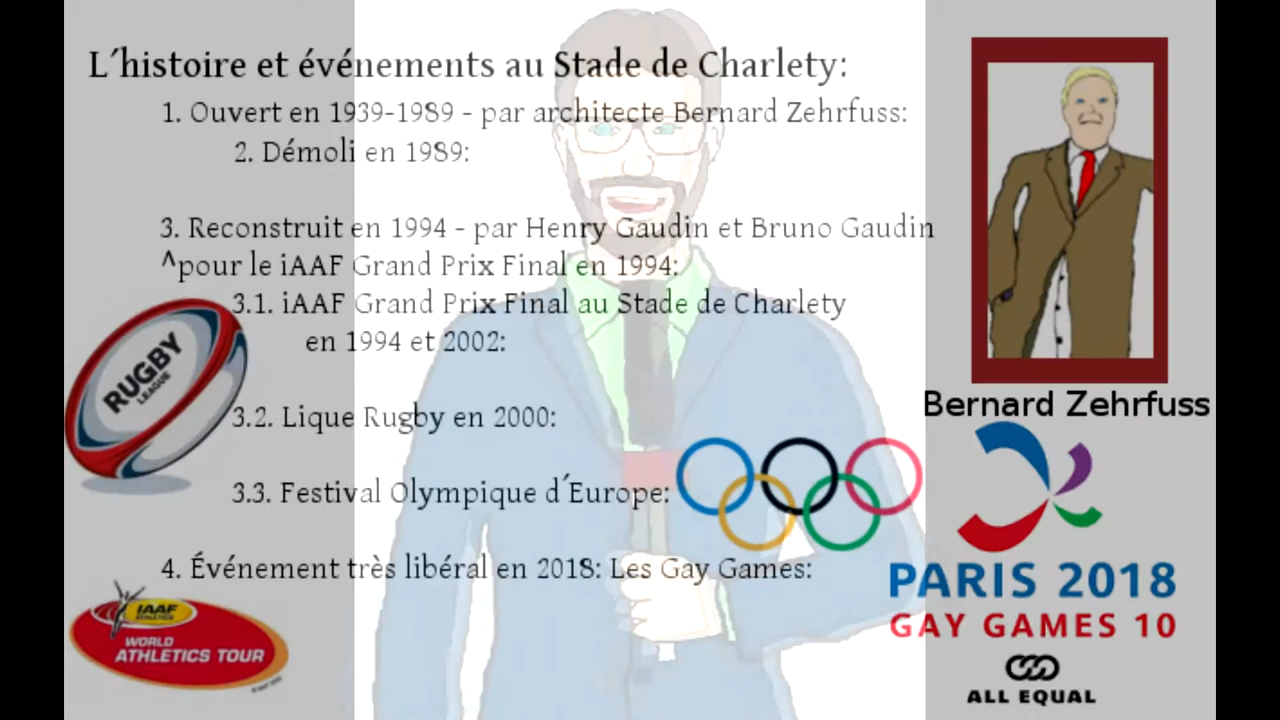 L´histoire et événements au Stade de Charlety:
1. Ouvert en 1939-1989 - par architecte Bernard Zehrfuss:
2. Démoli en 1989:
3. Reconstruit en 1994 - par Henry Gaudin et Bruno Gaudin
^pour le iAAF Grand Prix Final en 1994:
3.1. iAAF Grand Prix Final au Stade de Charlety
en 1994 et 2002:
RUGBY
LEAGUE
Bernard Zehrfuss
3.2. Lique Rugby en 2000:
3.3. Festival Olympique d´Europe:
4. Événement très libéral en 2018: Les Gay Games:
PARIS 2018
GAY GAMES 10
ALL EQUAL
IAAF
ATHLETICS
WORLD
ATHLETICS TOUR